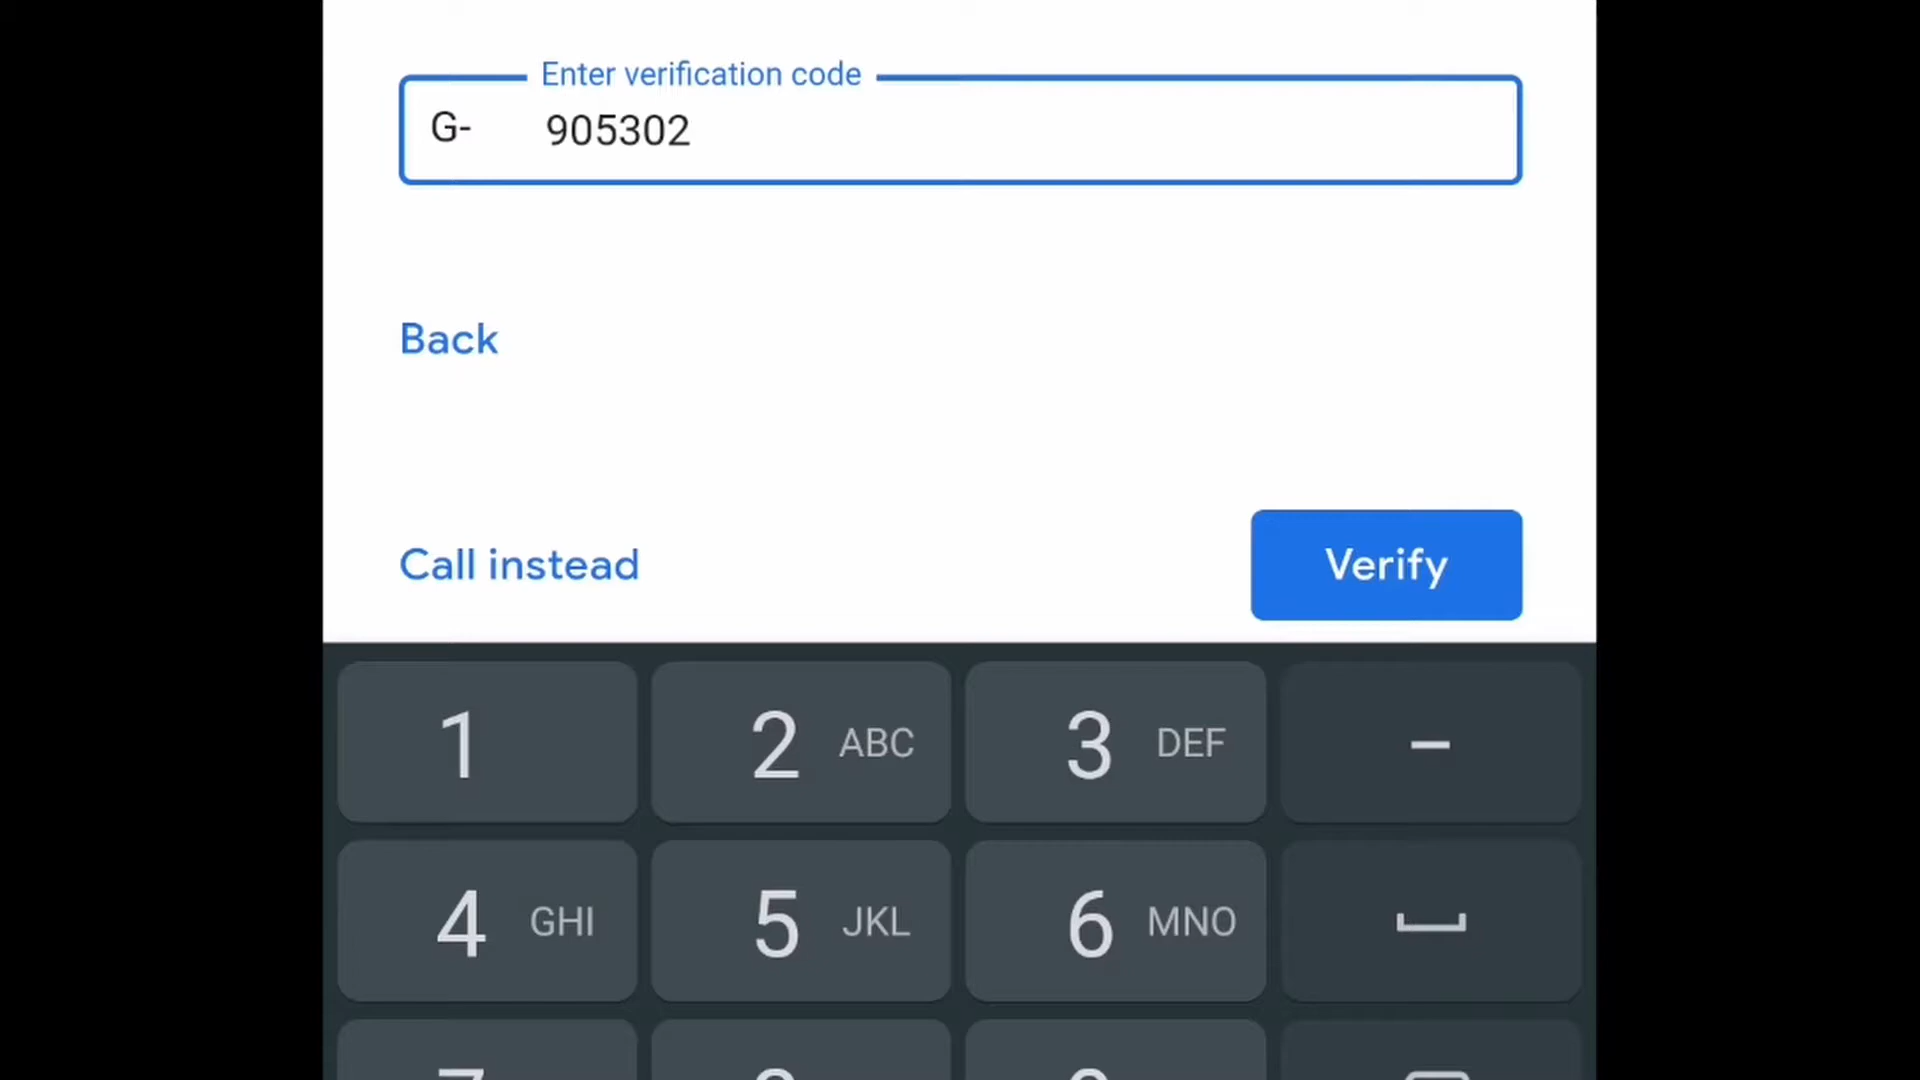 Enter verification code
G- 905302
Back
Call instead Verify
1 2 ABC 3 DEF –
4 GHI 5 JKL 6 MNO